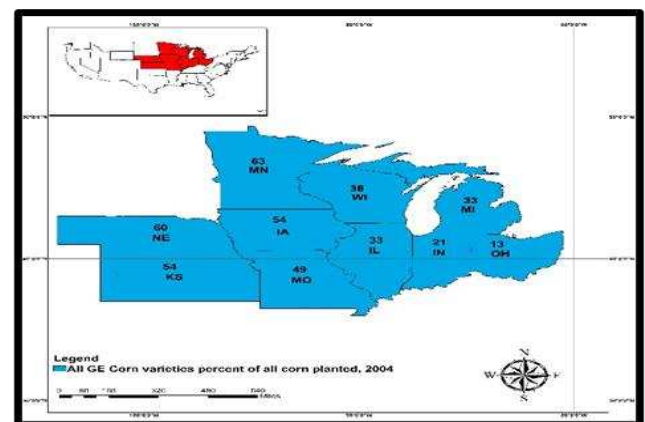 63
MN
38
WI
33
MI
60
NE
54
IA
33
IL
21
IN
13
OH
54
KS
49
MO
Legend
All GE Corn varieties percent of all corn planted, 2004
N
W
E
S
0
Miles